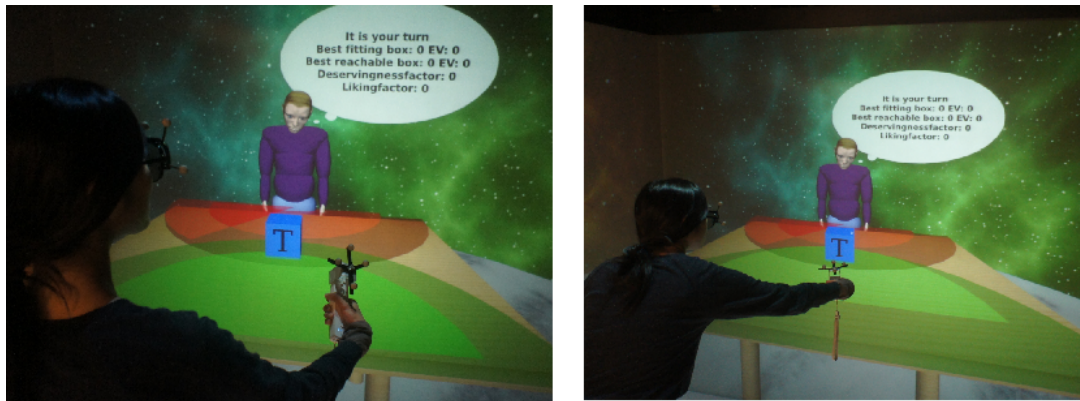 It is your turn
Best fitting box: 0 EV: 0
Best reachable box: 0 EV: 0
Deservingnessfactor: 0
Likingfactor: 0
T
It is your turn
Best fitting box: 0 EV: 0
Best reachable box: 0 EV: 0
Deservingnessfactor: 0
Likingfactor: 0
T